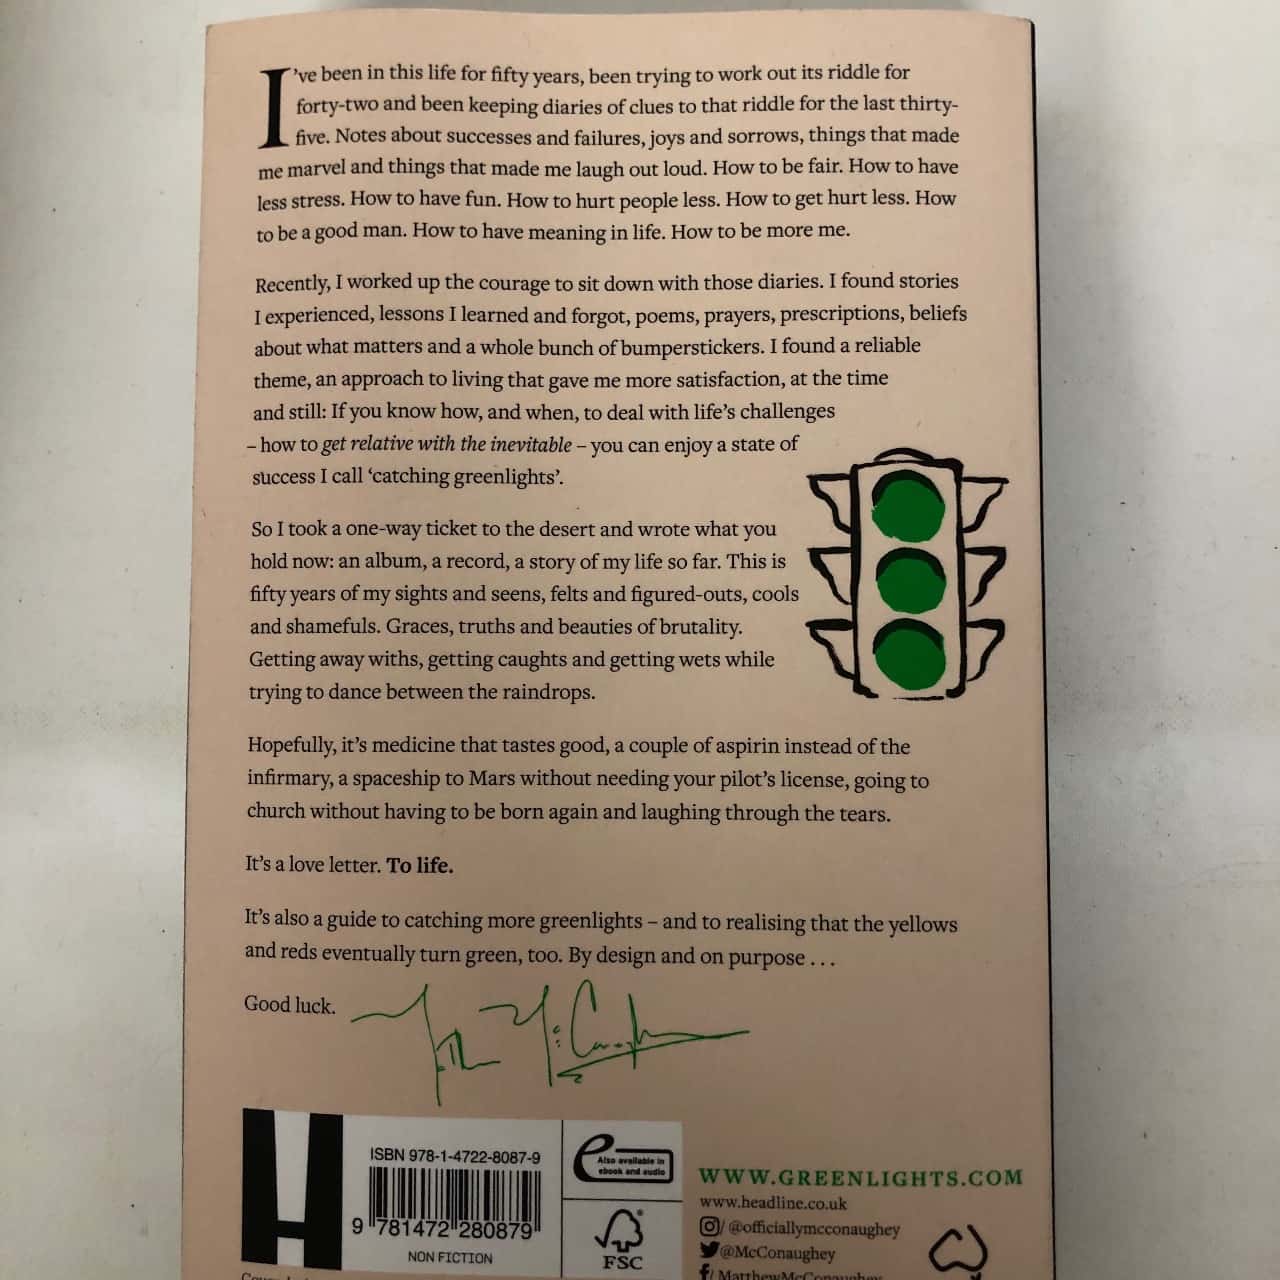 I've been in this life for fifty years, been trying to work out its riddle for
forty-two and been keeping diaries of clues to that riddle for the last thirty-
five. Notes about successes and failures, joys and sorrows, things that made
me marvel and things that made me laugh out loud. How to be fair. How to have
less stress. How to have fun. How to hurt people less. How to get hurt less. How
to be a good man. How to have meaning in life. How to be more me.
Recently, I worked up the courage to sit down with those diaries. I found stories
I experienced, lessons I learned and forgot, poems, prayers, prescriptions, beliefs
about what matters and a whole bunch of bumperstickers. I found a reliable
theme, an approach to living that gave me more satisfaction, at the time
and still: If you know how, and when, to deal with life's challenges
– how to get relative with the inevitable – you can enjoy a state of
success I call ‘catching greenlights’.
So I took a one-way ticket to the desert and wrote what you
hold now: an album, a record, a story of my life so far. This is
fifty years of my sights and seens, felts and figured-outs, cools
and shamefuls. Graces, truths and beauties of brutality.
Getting away withs, getting caughts and getting wets while
trying to dance between the raindrops.
Hopefully, it's medicine that tastes good, a couple of aspirin instead of the
infirmary, a spaceship to Mars without needing your pilot's license, going to
church without having to be born again and laughing through the tears.
It's a love letter. To life.
It's also a guide to catching more greenlights – and to realising that the yellows
and reds eventually turn green, too. By design and on purpose . . .
Good luck.
H
ISBN 978-1-4722-8087-9
9 781472 280879
NON FICTION
e
Also available in
ebook and audio
FSC
WWW.GREENLIGHTS.COM
www.headline.co.uk
/ @officiallymcconaughey
@McConaughey
f/ MatthewMcConaughey